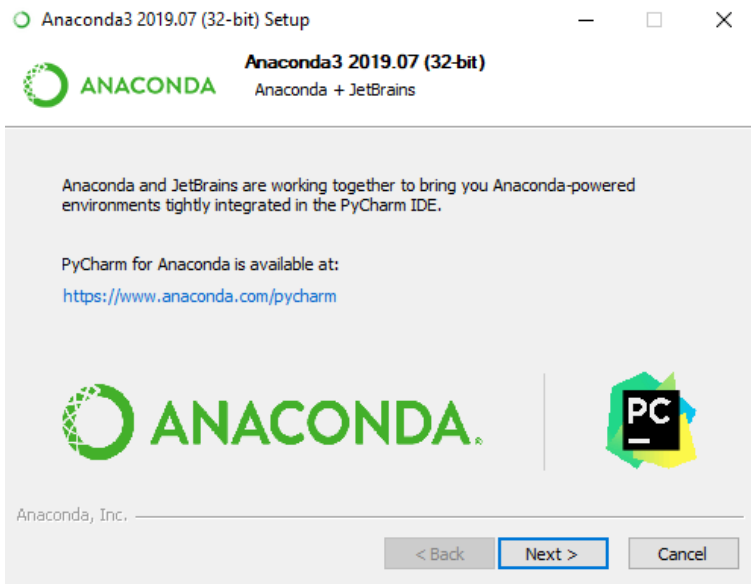 Anaconda3 2019.07 (32-bit) Setup
ANACONDA
Anaconda3 2019.07 (32-bit)
Anaconda + JetBrains
Anaconda and JetBrains are working together to bring you Anaconda-powered
environments tightly integrated in the PyCharm IDE.
PyCharm for Anaconda is available at:
https://www.anaconda.com/pycharm
ANACONDA®
PC
Anaconda, Inc.
< Back
Next >
Cancel